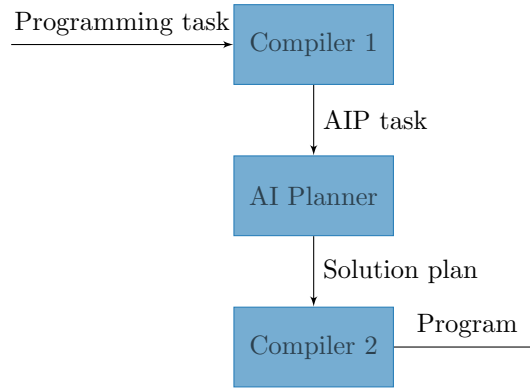 Programming task
Compiler 1
AIP task
AI Planner
Solution plan
Compiler 2
Program